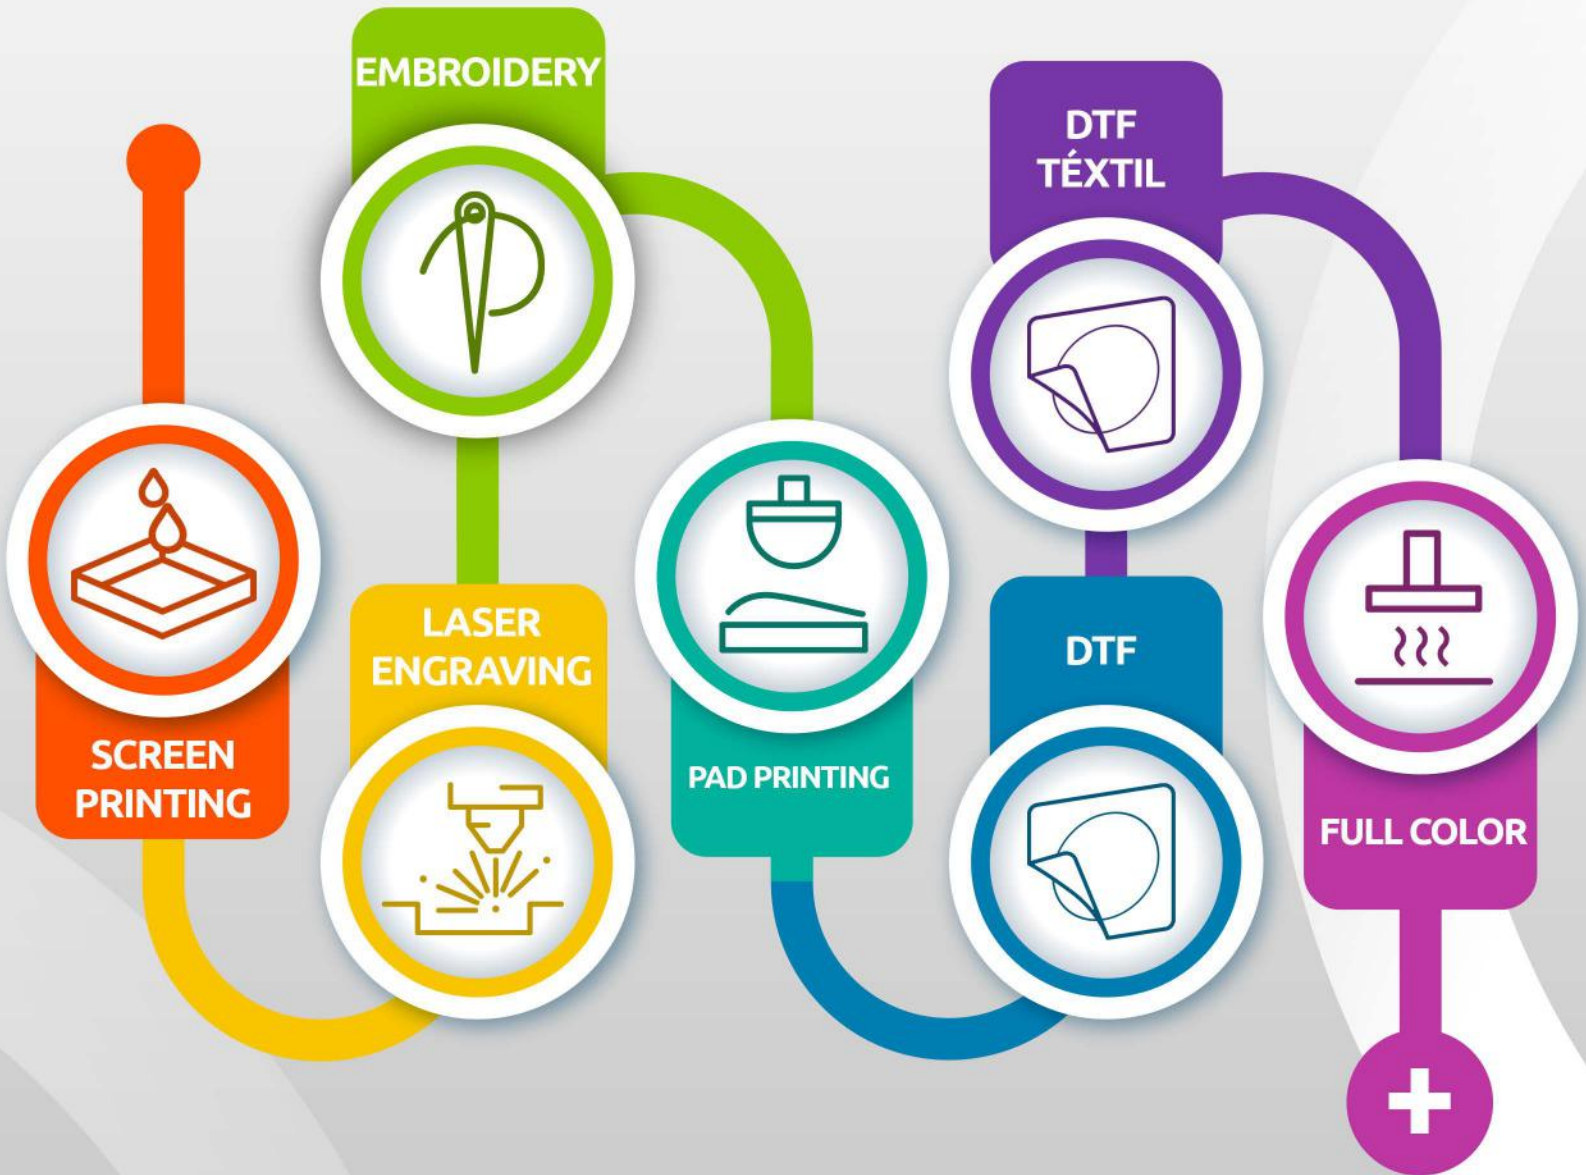 EMBROIDERY
DTF
TÉXTIL
LASER
ENGRAVING
DTF
SCREEN
PRINTING
PAD PRINTING
FULL COLOR
+